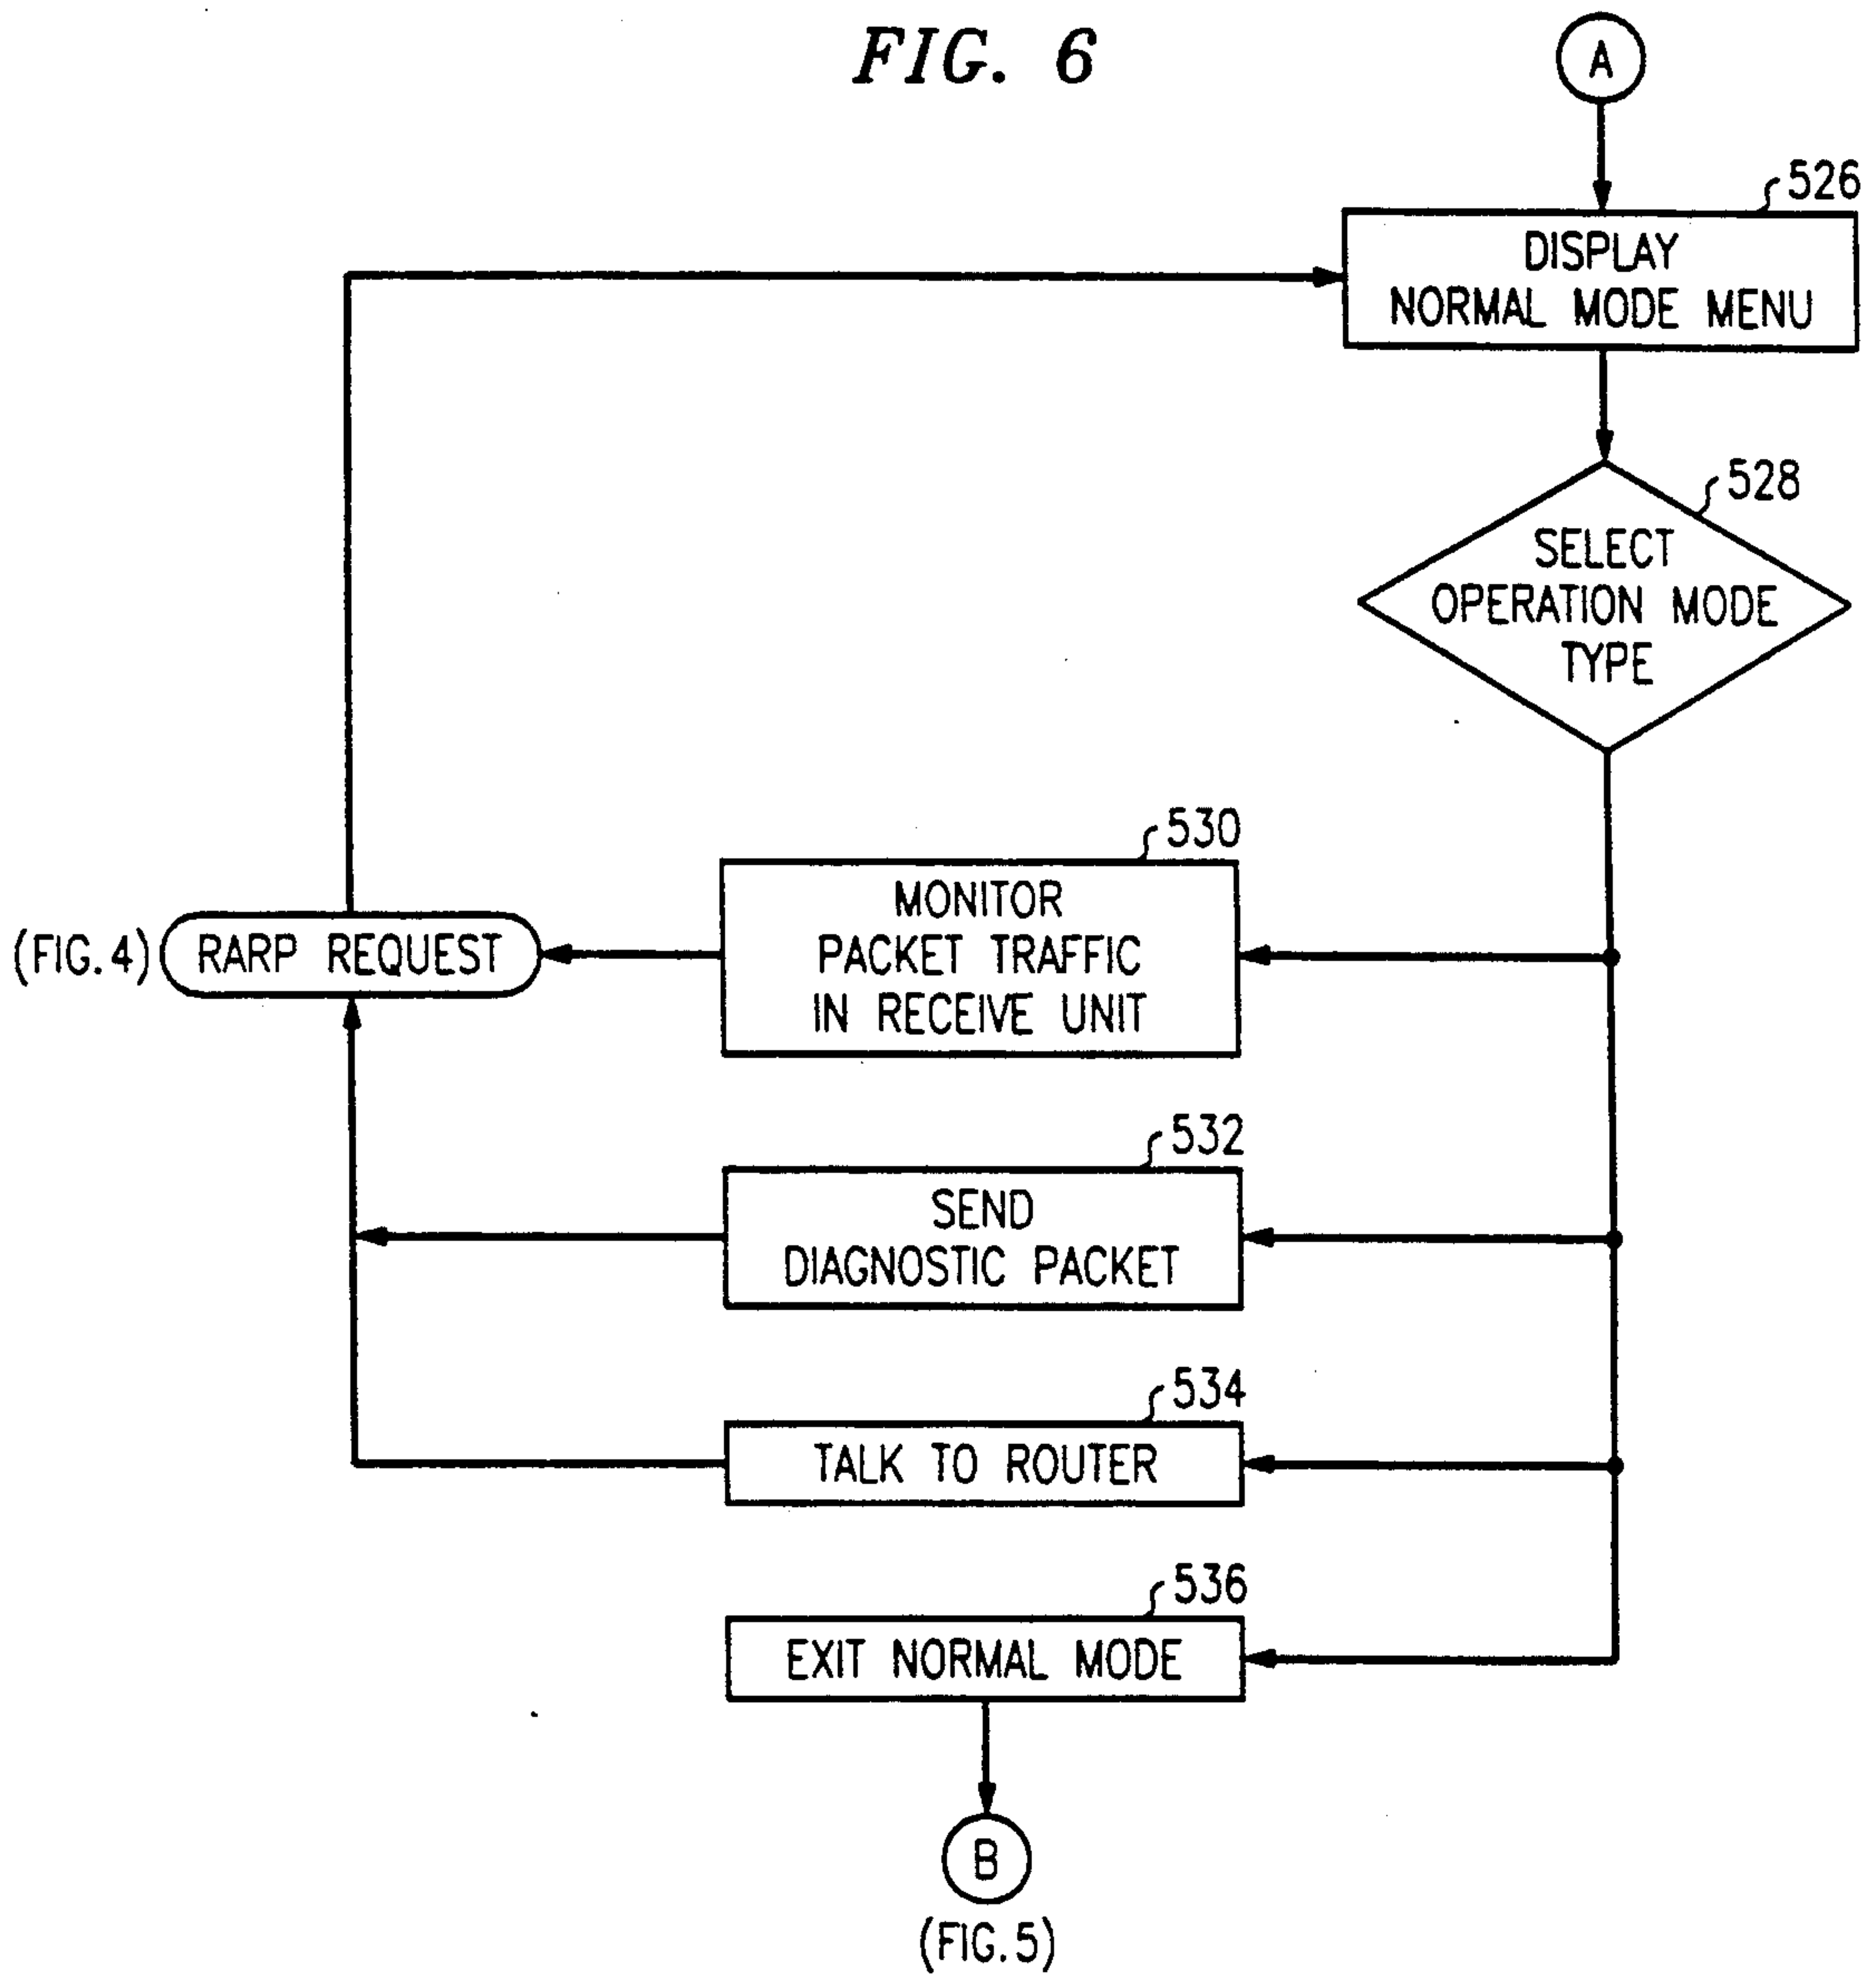 FIG. 6
A
526
DISPLAY
NORMAL MODE MENU
528
SELECT
OPERATION MODE
TYPE
530
MONITOR
PACKET TRAFFIC
IN RECEIVE UNIT
(FIG. 4) RARP REQUEST
532
SEND
DIAGNOSTIC PACKET
534
TALK TO ROUTER
536
EXIT NORMAL MODE
B
(FIG. 5)